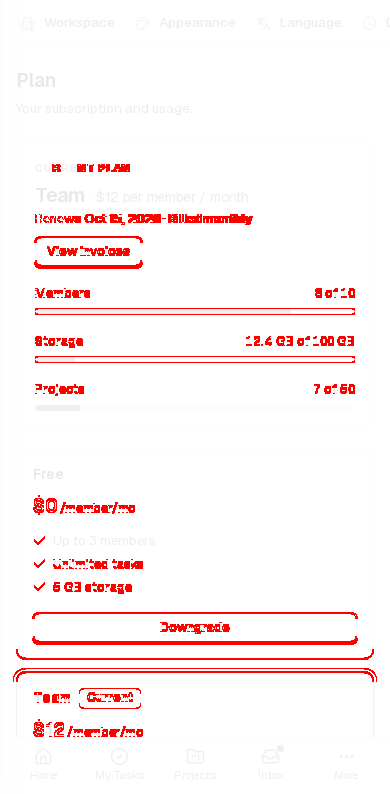 Workspace Appearance Language
Plan
Your subscription and usage.
CURRENT PLAN
Team $12 per member / month
Renews Oct 15, 2026 · Billed monthly
View invoices
Members 8 of 10
Storage 12.4 GB of 100 GB
Projects 7 of 50
Free
$0 /member/mo
Up to 3 members
Unlimited tasks
5 GB storage
Downgrade
Team Current
$12 /member/mo
Home My Tasks Projects Inbox More